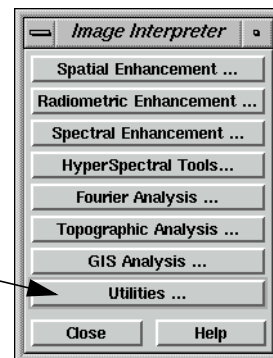 Image Interpreter
Spatial Enhancement ...
Radiometric Enhancement ...
Spectral Enhancement ...
HyperSpectral Tools...
Fourier Analysis ...
Topographic Analysis ...
GIS Analysis ...
Utilities ...
Close Help